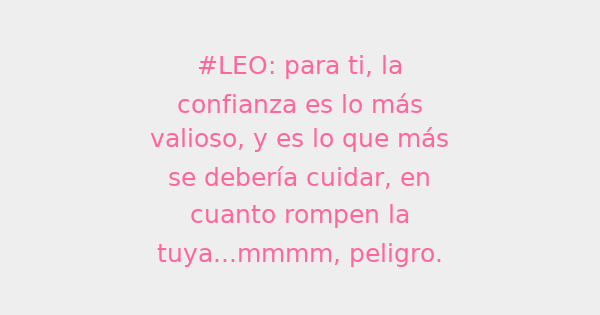 #LEO: para ti, la
confianza es lo más
valioso, y es lo que más
se debería cuidar, en
cuanto rompen la
tuya...mmmm, peligro.